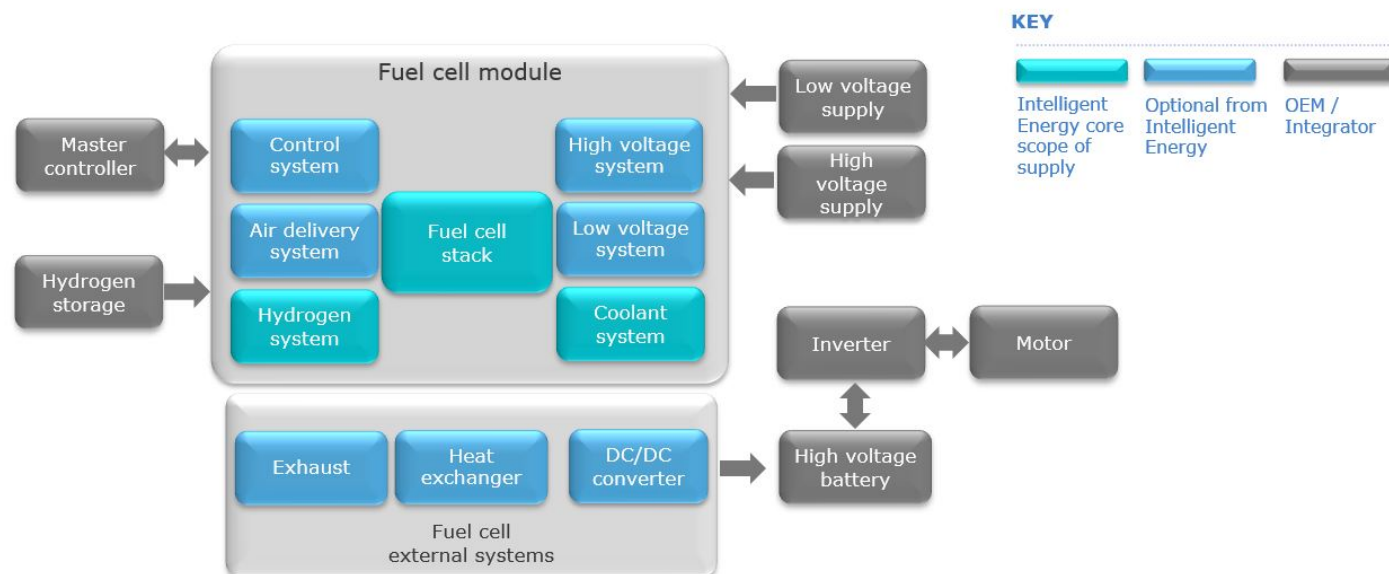 KEY
Intelligent
Energy core
scope of
supply
Optional from
Intelligent
Energy
OEM /
Integrator
Fuel cell module
Master
controller
Hydrogen
storage
Control
system
Air delivery
system
Hydrogen
system
Fuel cell
stack
High voltage
system
Low voltage
system
Coolant
system
Low voltage
supply
High
voltage
supply
Inverter
Motor
High voltage
battery
Exhaust
Heat
exchanger
DC/DC
converter
Fuel cell
external systems